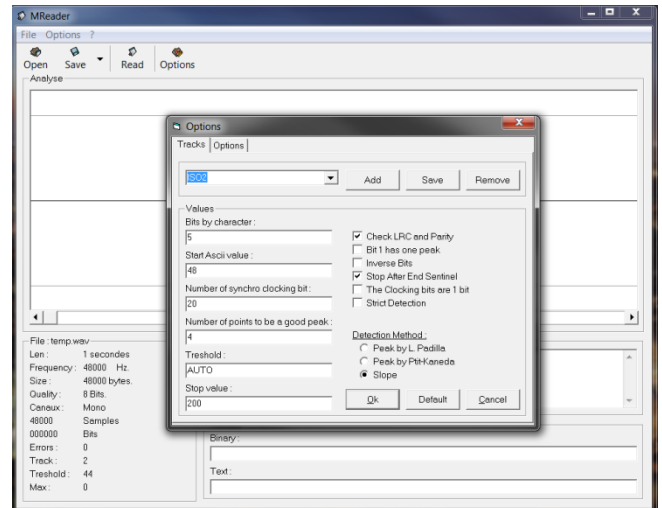 MReader
File Options ?
Open Save Read Options
Analyse
Options
Tracks Options
ISO2 Add Save Remove
Values
Bits by character :
5
Start Ascii value :
48
Number of synchro clocking bit :
20
Number of points to be a good peak :
4
Treshold :
AUTO
Stop value :
200
Check LRC and Parity
Bit 1 has one peak
Inverse Bits
Stop After End Sentinel
The Clocking bits are 1 bit
Strict Detection
Detection Method :
Peak by L. Padilla
Peak by Ptit-Kaneda
Slope
Ok Default Cancel
File : temp.wav
Len : 1 secondes
Frequency : 48000 Hz.
Size : 48000 bytes.
Quality : 8 Bits.
Canaux : Mono
48000 Samples
000000 Bits
Errors : 0
Track : 2
Treshold : 44
Max : 0
Binary :
Text :